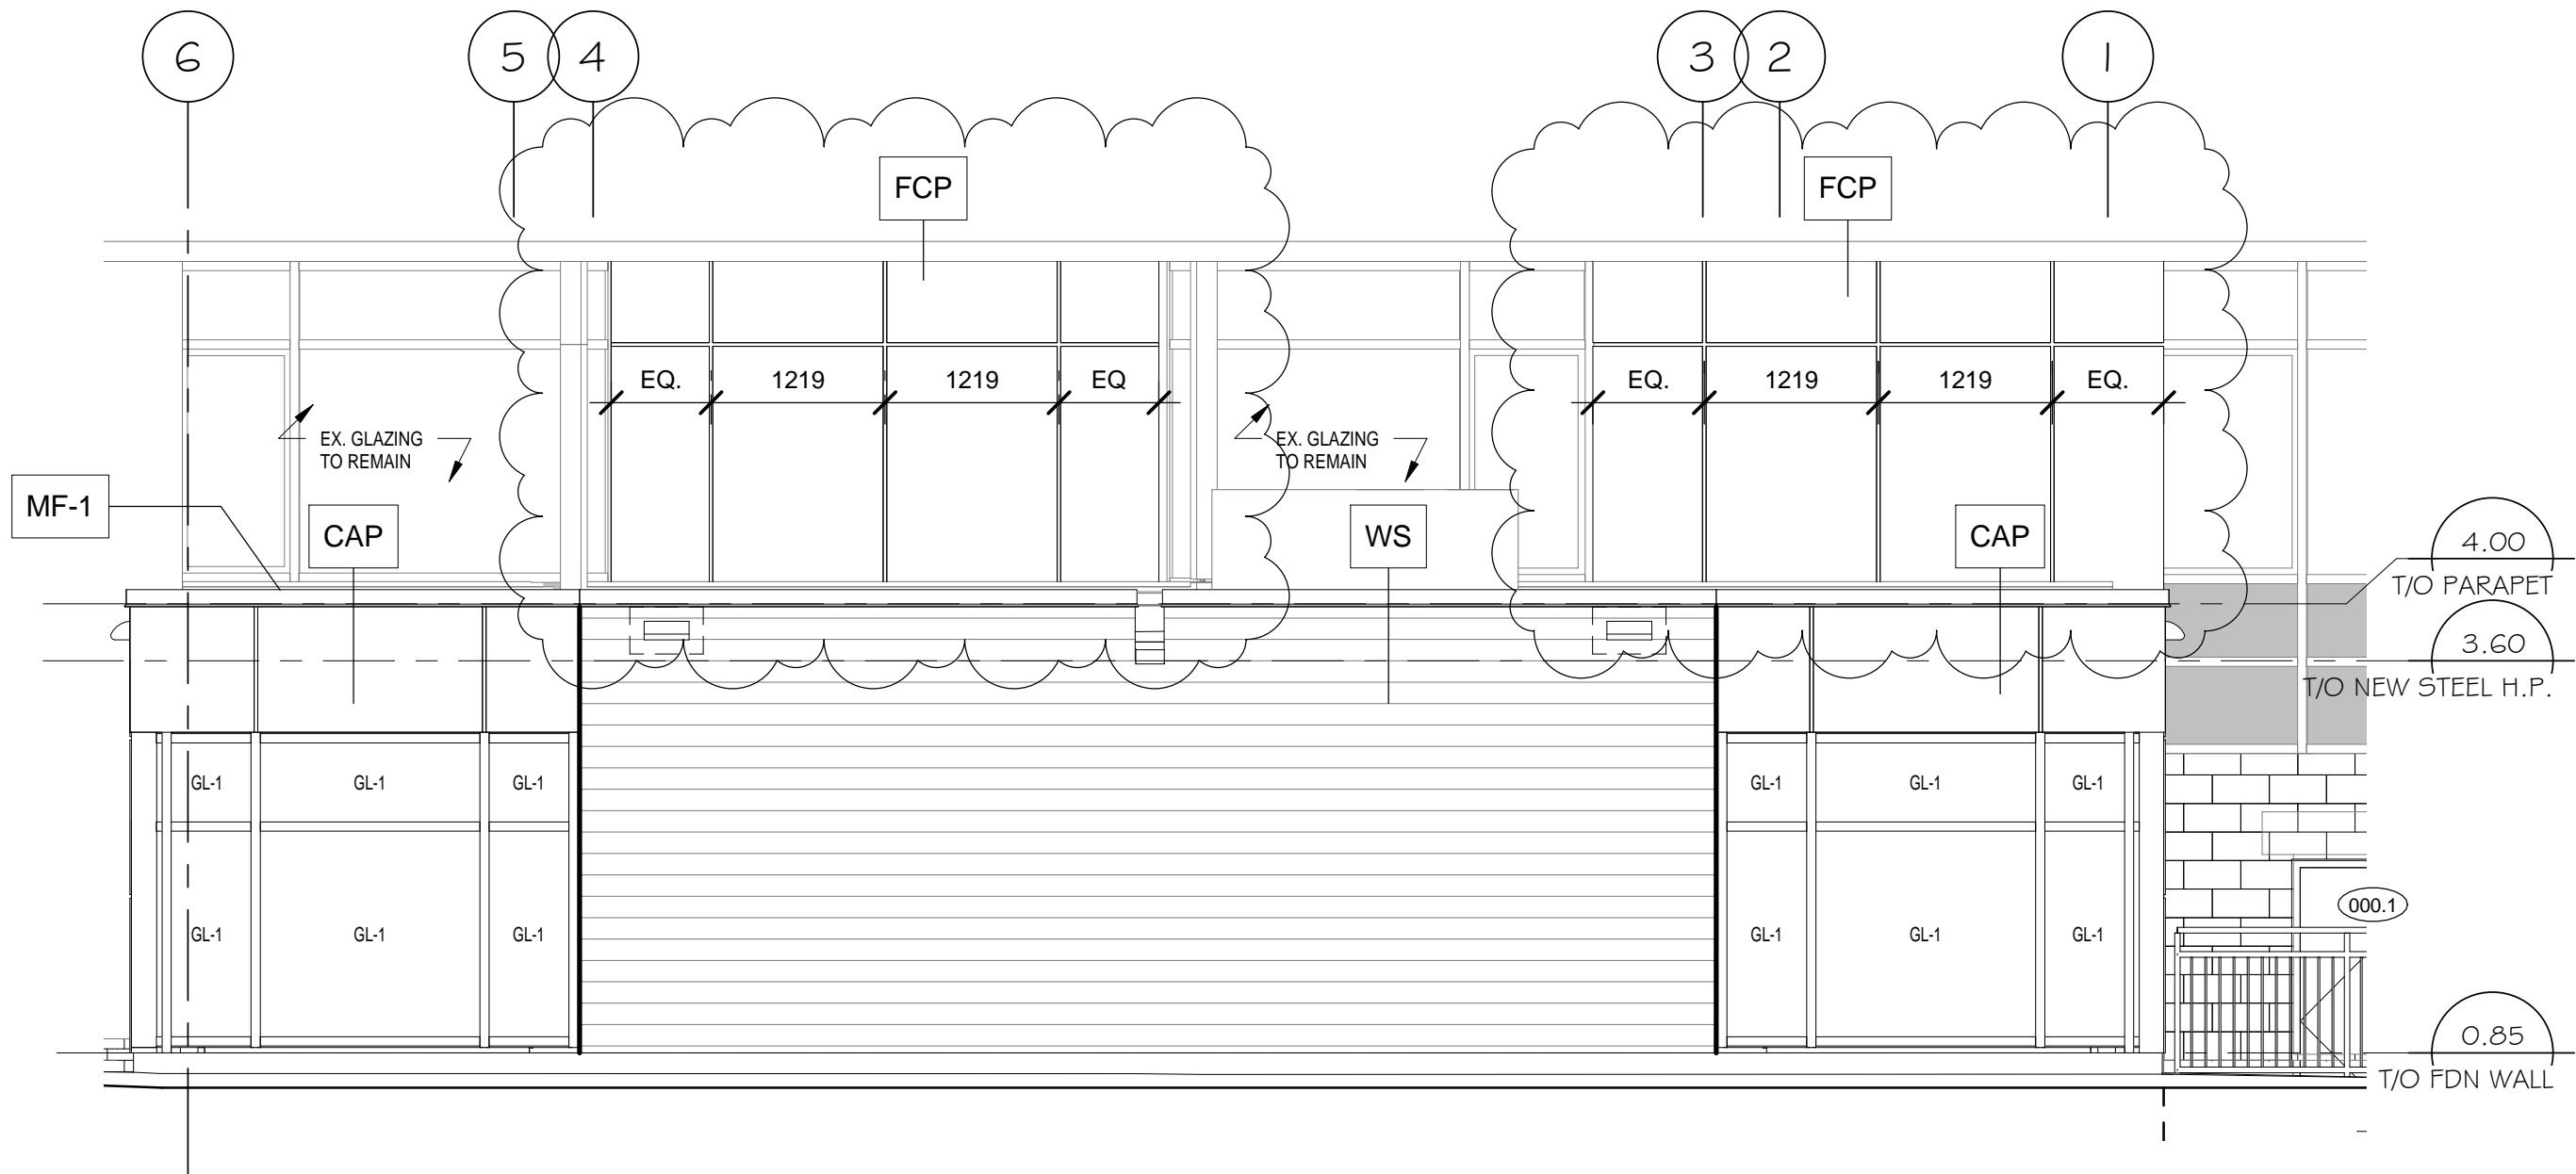 6
5
4
3
2
1
FCP
FCP
EQ.
1219
1219
EQ
EQ.
1219
1219
EQ.
EX. GLAZING
TO REMAIN
EX. GLAZING
TO REMAIN
MF-1
CAP
WS
CAP
4.00
T/O PARAPET
3.60
T/O NEW STEEL H.P.
GL-1
GL-1
GL-1
GL-1
GL-1
GL-1
000.1
GL-1
GL-1
GL-1
GL-1
GL-1
GL-1
0.85
T/O FDN WALL